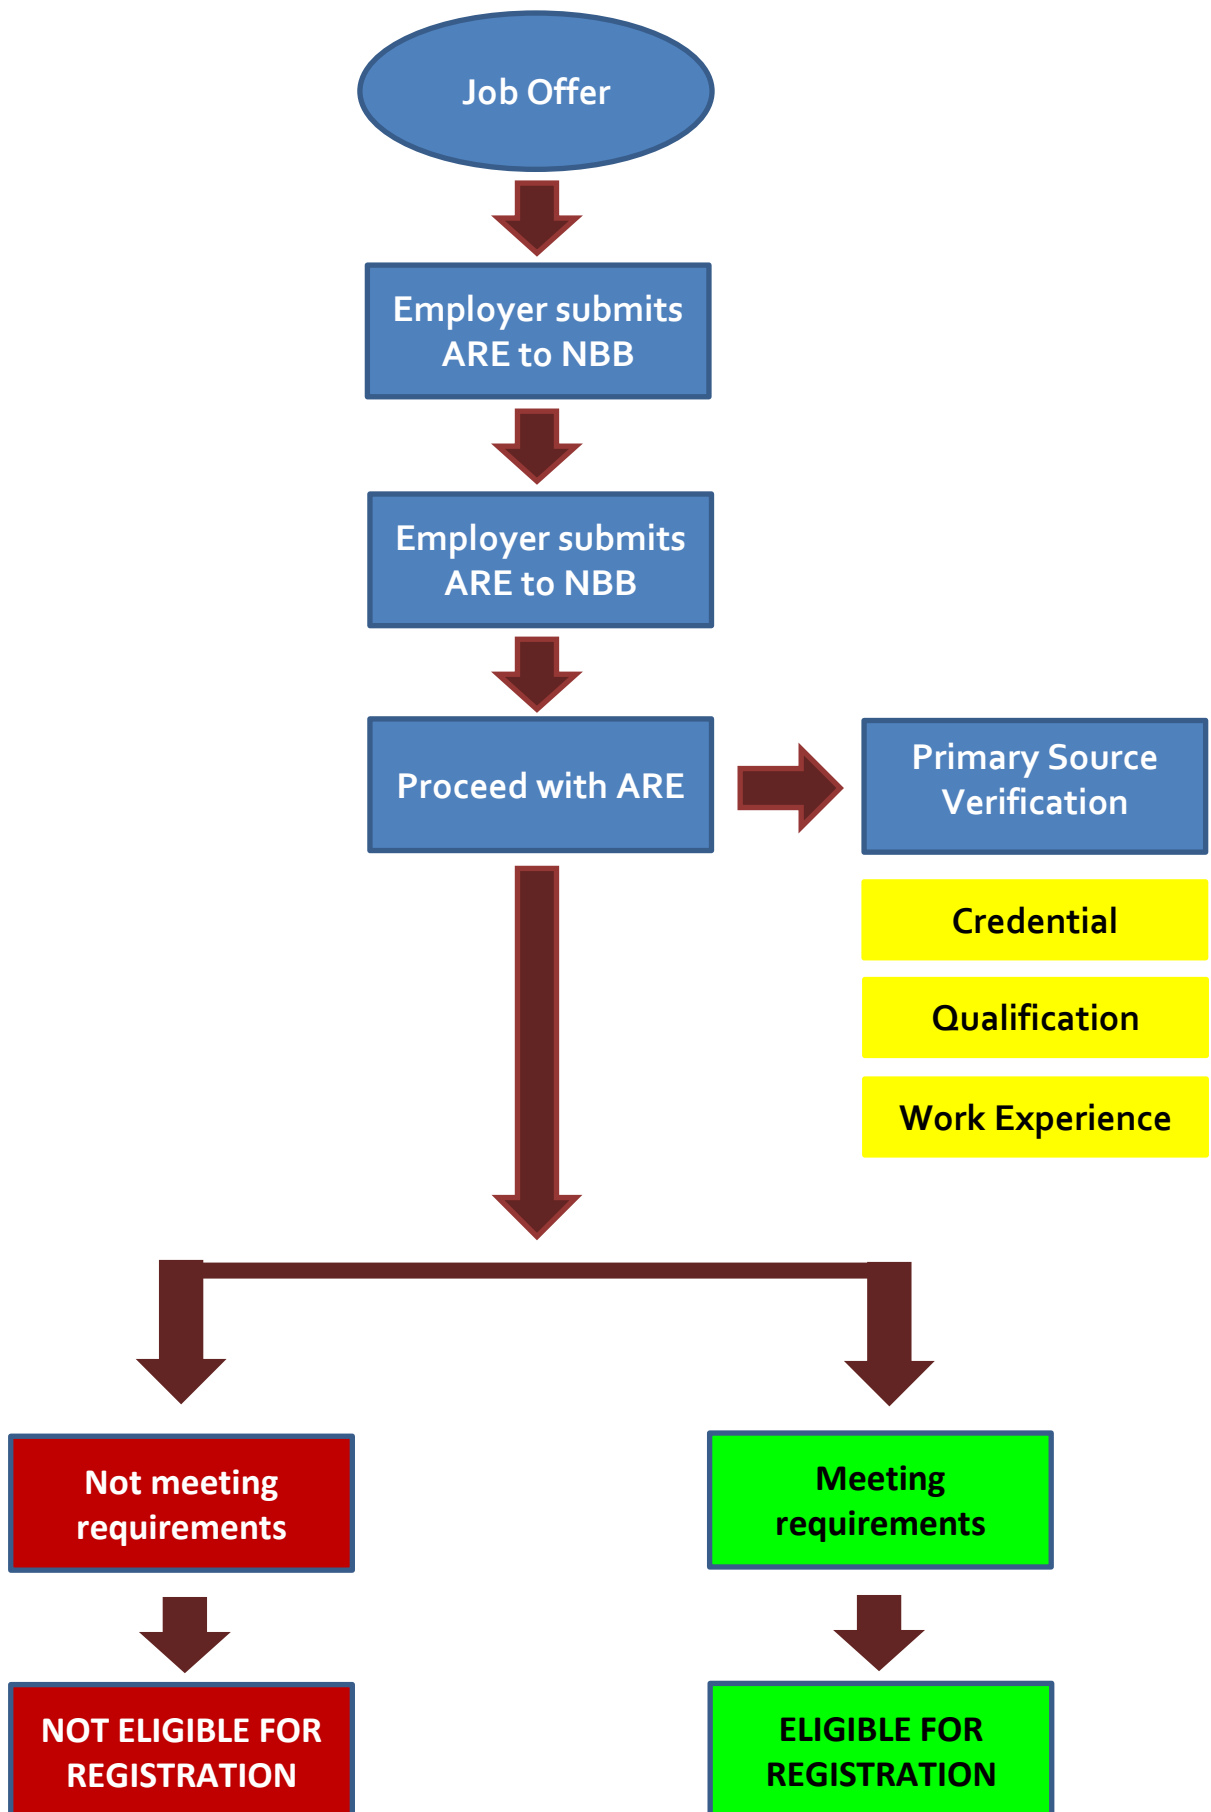 Job Offer
Employer submits
ARE to NBB
Employer submits
ARE to NBB
Proceed with ARE
Primary Source
Verification
Credential
Qualification
Work Experience
Not meeting
requirements
Meeting
requirements
NOT ELIGIBLE FOR
REGISTRATION
ELIGIBLE FOR
REGISTRATION